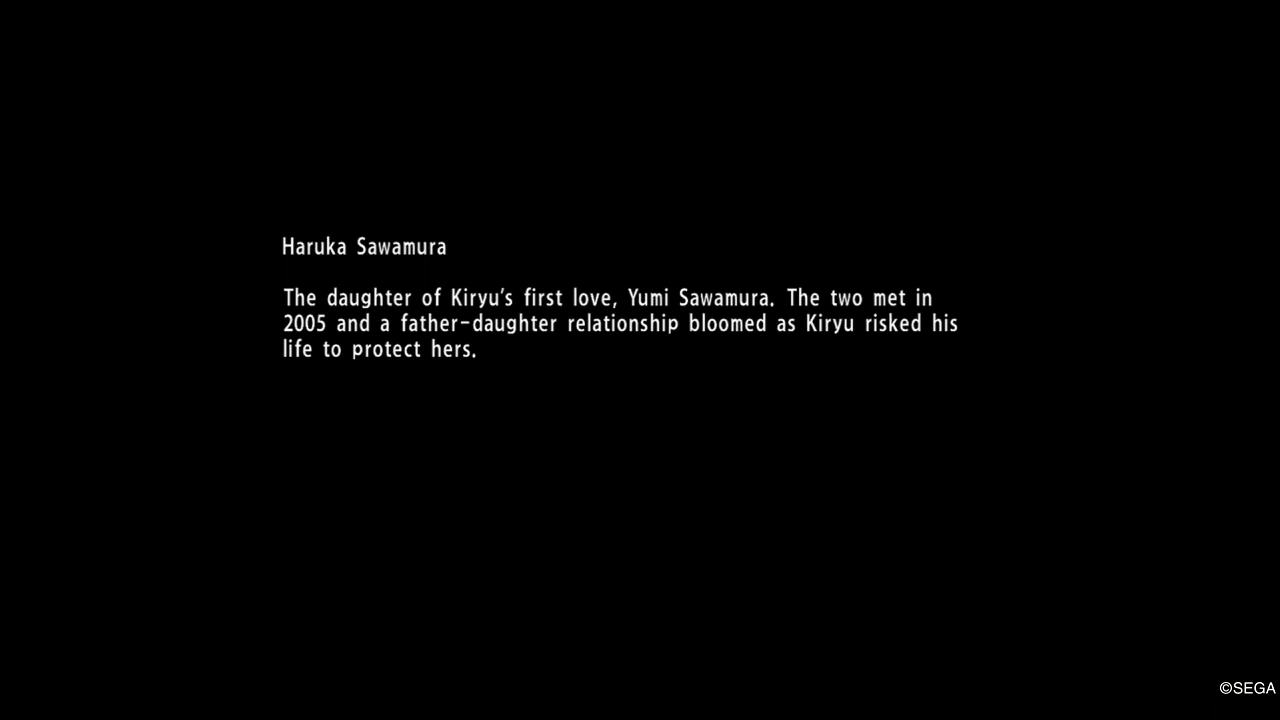 Haruka Sawamura
The daughter of Kiryu's first love, Yumi Sawamura. The two met in
2005 and a father-daughter relationship bloomed as Kiryu risked his
life to protect hers.
©SEGA